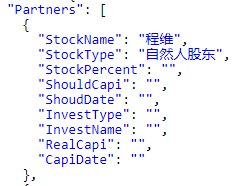 "Partners": [
{
"StockName": "程维",
"StockType": "自然人股东",
"StockPercent": "",
"ShouldCapi": "",
"ShoudDate": "",
"InvestType": "",
"InvestName": "",
"RealCapi": "",
"CapiDate": ""
},